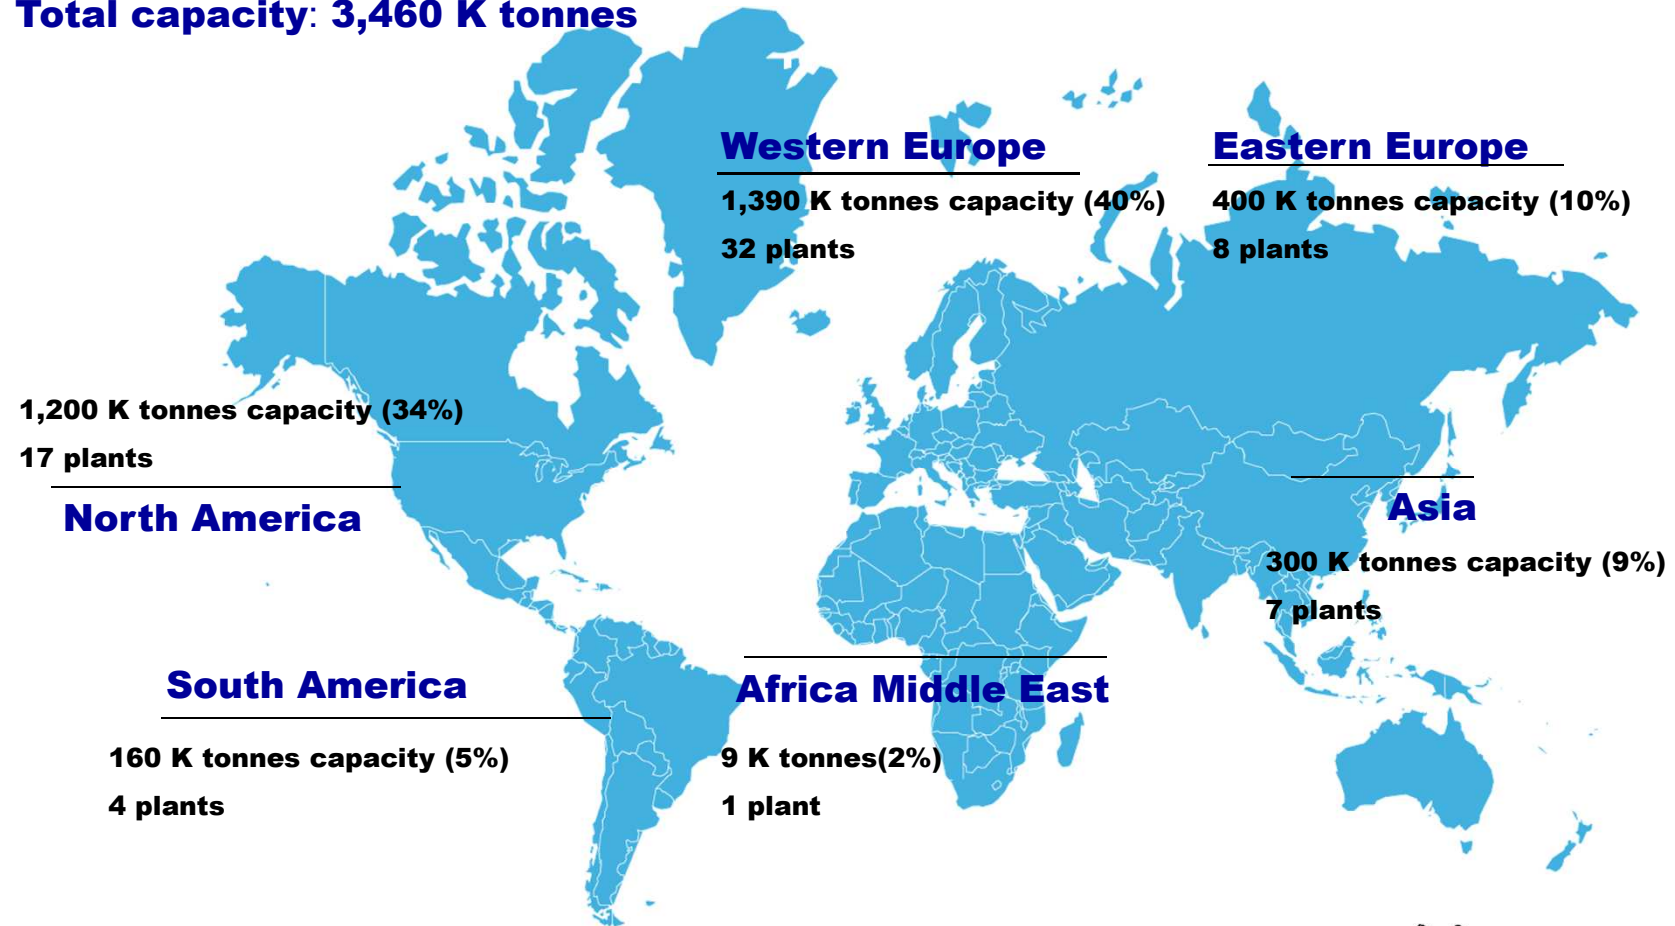 Total capacity: 3,460 K tonnes
Western Europe
1,390 K tonnes capacity (40%)
32 plants
Eastern Europe
400 K tonnes capacity (10%)
8 plants
1,200 K tonnes capacity (34%)
17 plants
North America
Asia
300 K tonnes capacity (9%)
7 plants
South America
160 K tonnes capacity (5%)
4 plants
Africa Middle East
9 K tonnes(2%)
1 plant